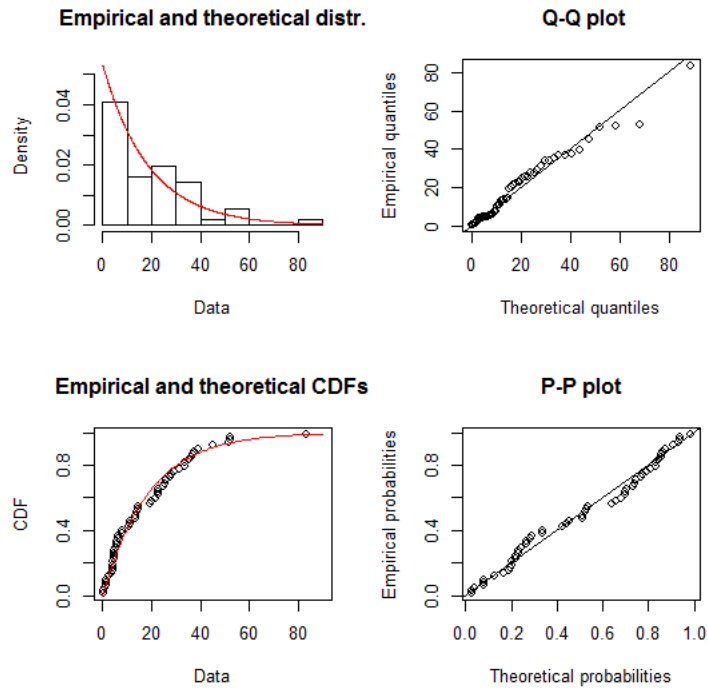 Empirical and theoretical distr.
Density
0.00
0.02
0.04
0 20 40 60 80
Data
Q-Q plot
Empirical quantiles
0 20 40 60 80
0 20 40 60 80
Theoretical quantiles
Empirical and theoretical CDFs
CDF
0.0 0.4 0.8
0 20 40 60 80
Data
P-P plot
Empirical probabilities
0.0 0.4 0.8
0.0 0.2 0.4 0.6 0.8 1.0
Theoretical probabilities